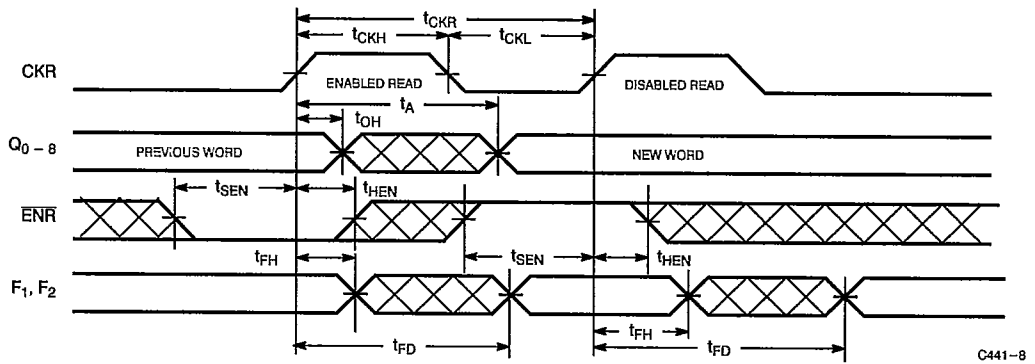 tCKR
tCKH
tCKL
CKR
ENABLED READ
DISABLED READ
tA
tOH
Q0 – 8
PREVIOUS WORD
NEW WORD
tSEN
tHEN
ENR
tFH
tSEN
tHEN
F1, F2
tFH
tFD
tFD
C441–8